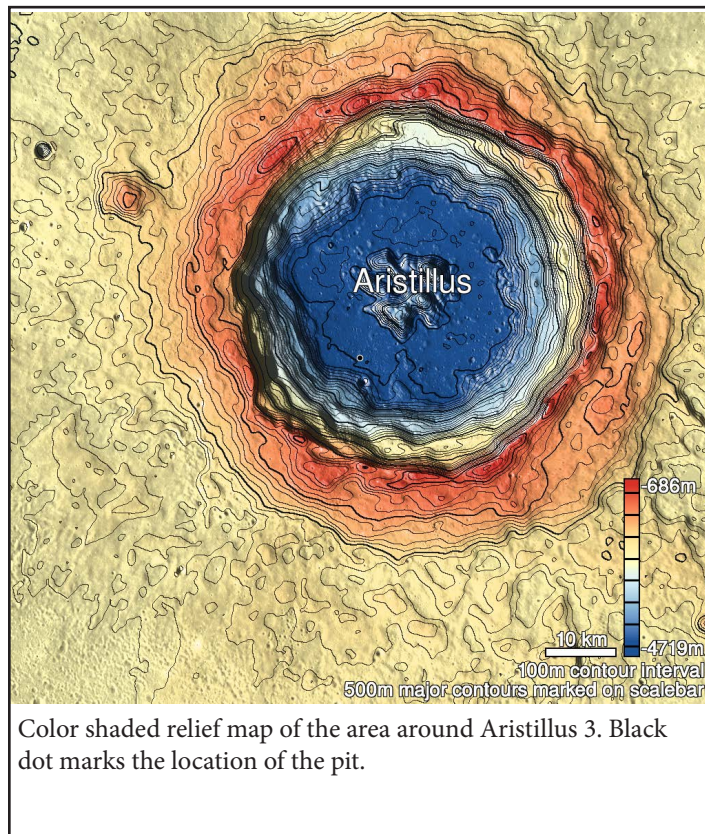 Aristillus
-686m
10 km
-4719m
100m contour interval
500m major contours marked on scalebar
Color shaded relief map of the area around Aristillus 3. Black
dot marks the location of the pit.